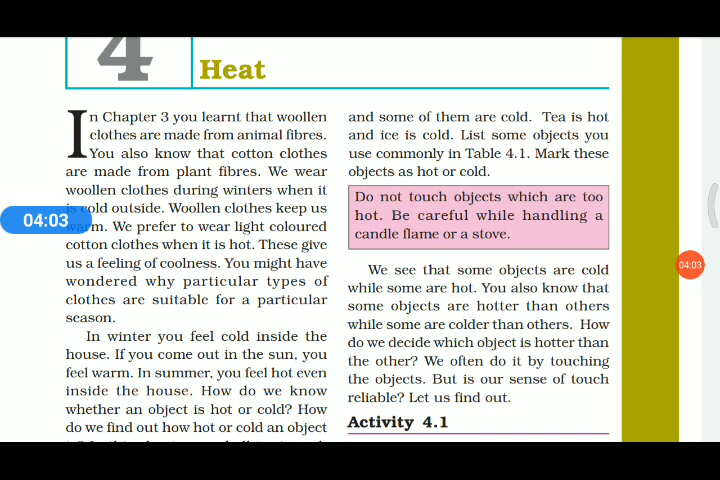 4
Heat
In Chapter 3 you learnt that woollen
clothes are made from animal fibres.
You also know that cotton clothes
are made from plant fibres. We wear
woollen clothes during winters when it
is cold outside. Woollen clothes keep us
warm. We prefer to wear light coloured
cotton clothes when it is hot. These give
us a feeling of coolness. You might have
wondered why particular types of
clothes are suitable for a particular
season.
In winter you feel cold inside the
house. If you come out in the sun, you
feel warm. In summer, you feel hot even
inside the house. How do we know
whether an object is hot or cold? How
do we find out how hot or cold an object
and some of them are cold. Tea is hot
and ice is cold. List some objects you
use commonly in Table 4.1. Mark these
objects as hot or cold.
Do not touch objects which are too
hot. Be careful while handling a
candle flame or a stove.
We see that some objects are cold
while some are hot. You also know that
some objects are hotter than others
while some are colder than others. How
do we decide which object is hotter than
the other? We often do it by touching
the objects. But is our sense of touch
reliable? Let us find out.
Activity 4.1
04:03
04:03